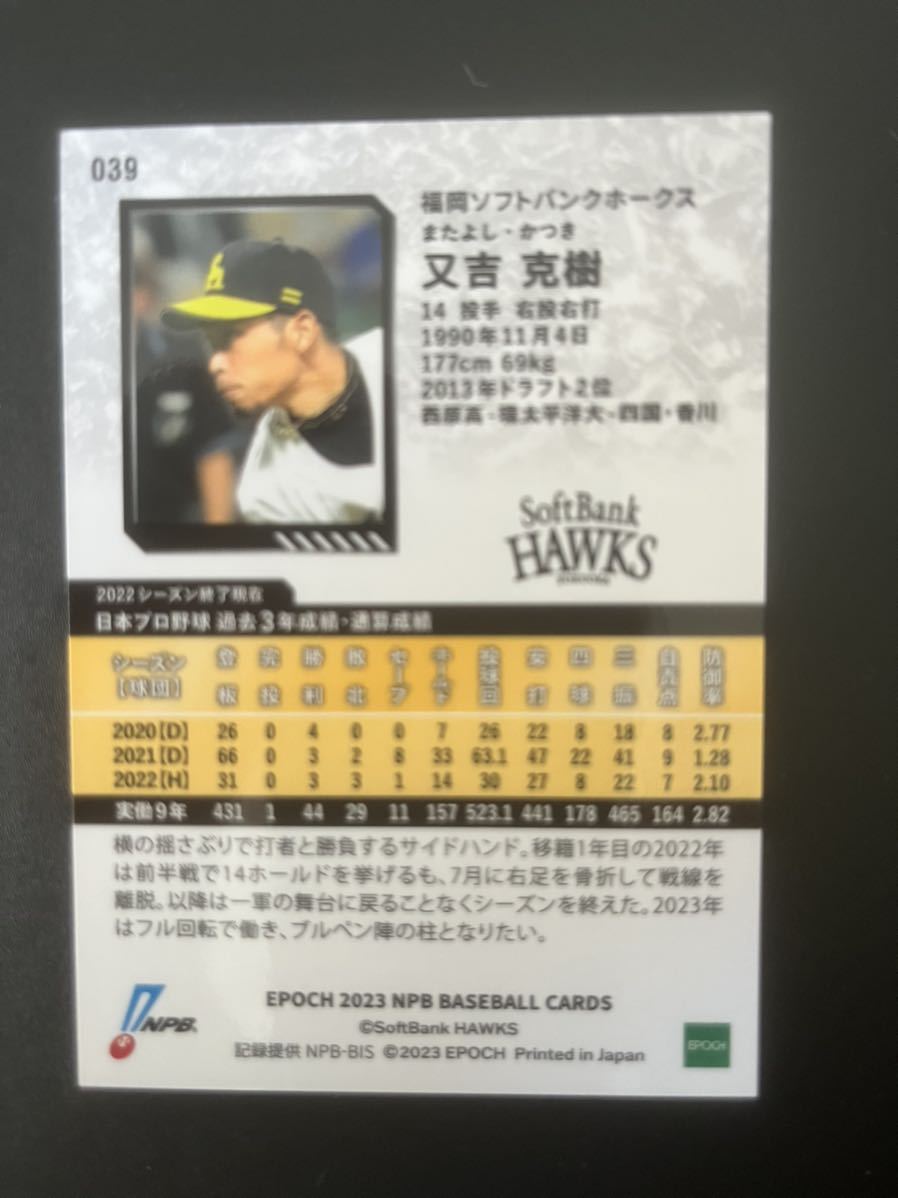 039
福岡ソフトバンクホークス
またよし・かつき
又吉 克樹
14 投手 右投右打
1990年11月4日
177cm 69kg
2013年ドラフト2位
西原高-環太平洋大-四国・香川
SoftBank
HAWKS
2022シーズン終了現在
日本プロ野球 過去3年成績・通算成績
シーズン【球団】 登板 完投 勝利 敗北 セーブ ホールド 投球回 安打 四球 三振 自責点 防御率
2020【D】 26 0 4 0 0 7 26 22 8 18 8 2.77
2021【D】 66 0 3 2 8 33 63.1 47 22 41 9 1.28
2022【H】 31 0 3 3 1 14 30 27 8 22 7 2.10
実働9年 431 1 44 29 11 157 523.1 441 178 465 164 2.82
横の揺さぶりで打者と勝負するサイドハンド。移籍1年目の2022年
は前半戦で14ホールドを挙げるも、7月に右足を骨折して戦線を
離脱。以降は一軍の舞台に戻ることなくシーズンを終えた。2023年
はフル回転で働き、ブルペン陣の柱となりたい。
NPB
EPOCH 2023 NPB BASEBALL CARDS
©SoftBank HAWKS
記録提供 NPB-BIS ©2023 EPOCH Printed in Japan
EPOCH